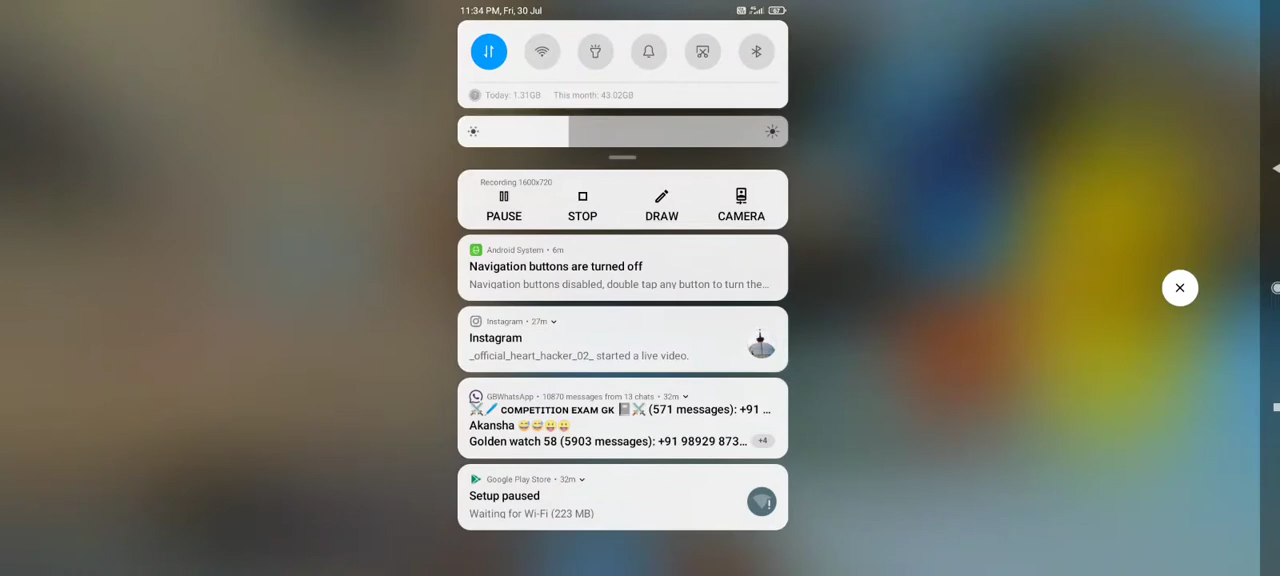 11:34 PM, Fri, 30 Jul
Today: 1.31GB This month: 43.02GB
Recording 1600x720
PAUSE STOP DRAW CAMERA
Android System • 6m
Navigation buttons are turned off
Navigation buttons disabled, double tap any button to turn the...
Instagram • 27m
Instagram
_official_heart_hacker_02_ started a live video.
GBWhatsApp • 10870 messages from 13 chats • 32m
⚔️🖊️ ᴄᴏᴍᴘᴇᴛɪᴛɪᴏɴ ᴇxᴀᴍ ɢᴋ 📓⚔️ (571 messages): +91 ...
Akansha 😅😅😛😛
Golden watch 58 (5903 messages): +91 98929 873... +4
Google Play Store • 32m
Setup paused
Waiting for Wi-Fi (223 MB)